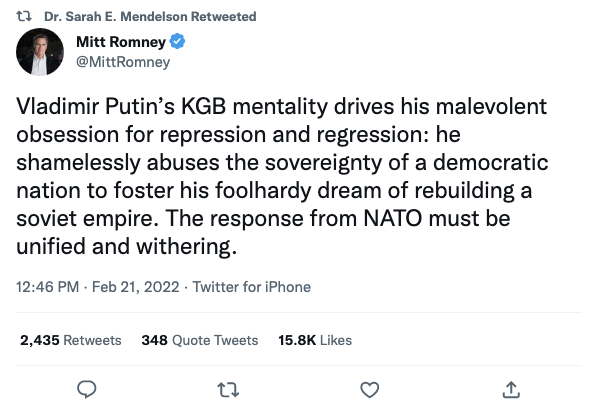 Dr. Sarah E. Mendelson Retweeted
Mitt Romney
@MittRomney
Vladimir Putin’s KGB mentality drives his malevolent
obsession for repression and regression: he
shamelessly abuses the sovereignty of a democratic
nation to foster his foolhardy dream of rebuilding a
soviet empire. The response from NATO must be
unified and withering.
12:46 PM · Feb 21, 2022 · Twitter for iPhone
2,435 Retweets 348 Quote Tweets 15.8K Likes